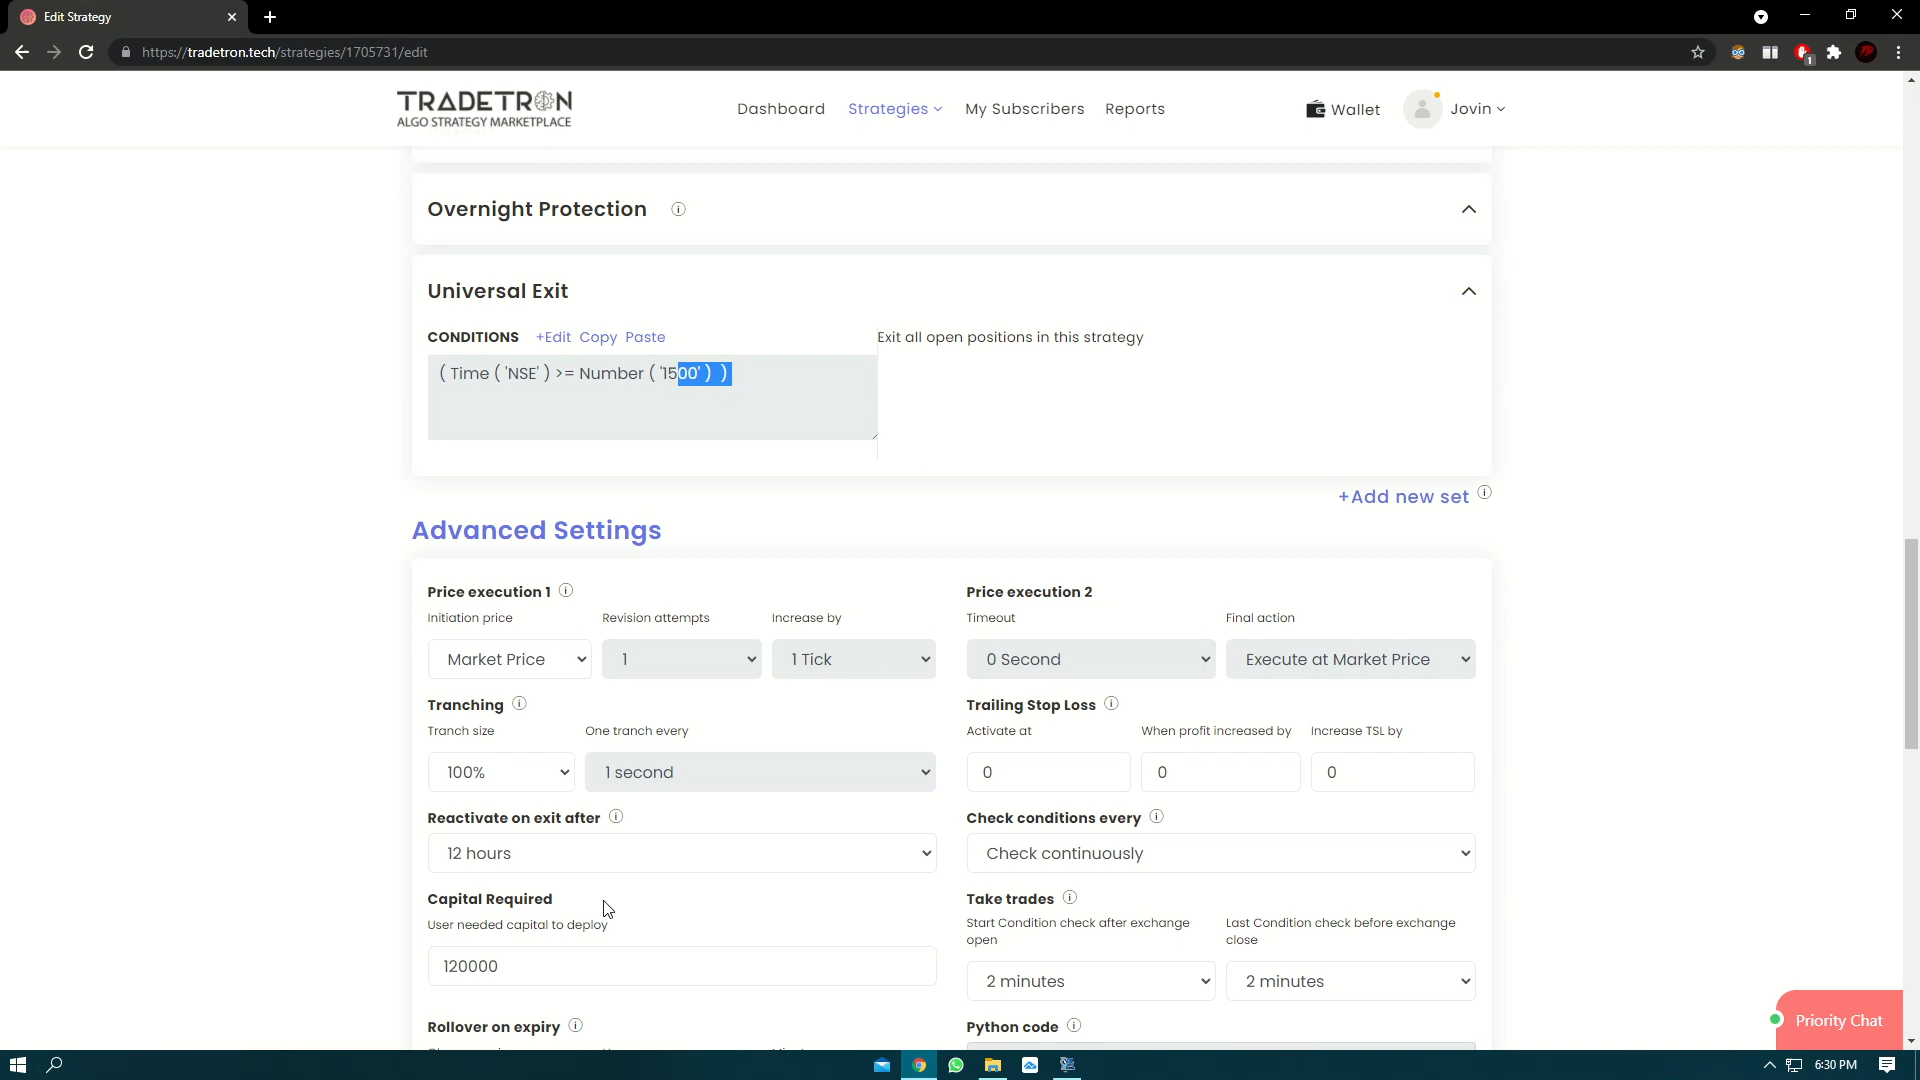 Edit Strategy
https://tradetron.tech/strategies/1705731/edit
1
TRADETRON
ALGO STRATEGY MARKETPLACE
Dashboard Strategies My Subscribers Reports
Wallet Jovin
Overnight Protection
Universal Exit
CONDITIONS +Edit Copy Paste
Exit all open positions in this strategy
( Time ( 'NSE' ) >= Number ( '1500' ) )
+Add new set
Advanced Settings
Price execution 1 Price execution 2
Initiation price Revision attempts Increase by Timeout Final action
Market Price 1 1 Tick 0 Second Execute at Market Price
Tranching Trailing Stop Loss
Tranch size One tranch every Activate at When profit increased by Increase TSL by
100% 1 second 0 0 0
Reactivate on exit after Check conditions every
12 hours Check continuously
Capital Required Take trades
User needed capital to deploy
Start Condition check after exchange
open
Last Condition check before exchange
close
120000 2 minutes 2 minutes
Rollover on expiry Python code
Priority Chat
6:30 PM